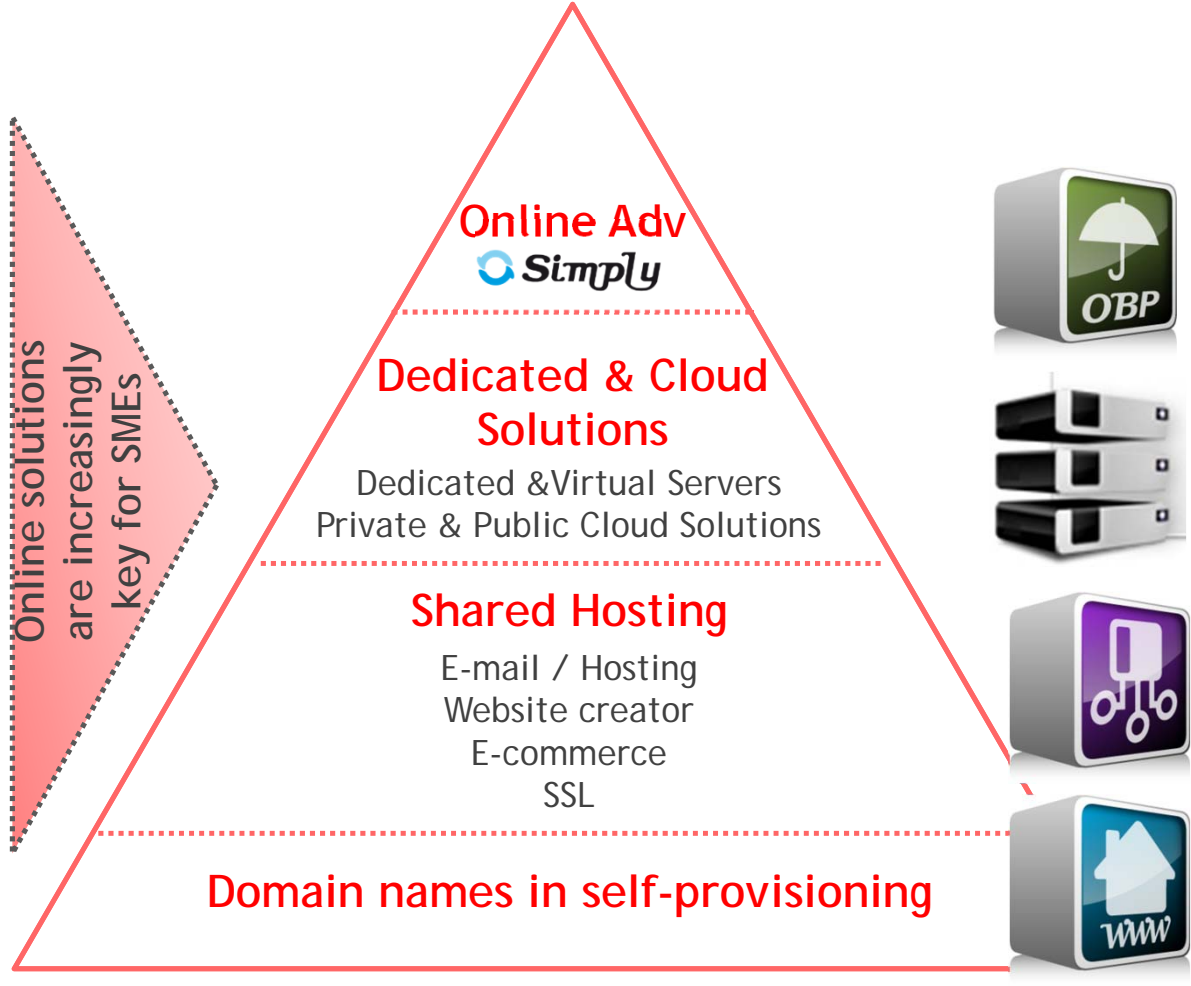 Online solutions
are increasingly
key for SMEs
Online Adv
Simply
Dedicated & Cloud
Solutions
Dedicated &Virtual Servers
Private & Public Cloud Solutions
Shared Hosting
E-mail / Hosting
Website creator
E-commerce
SSL
Domain names in self-provisioning
OBP
WWW